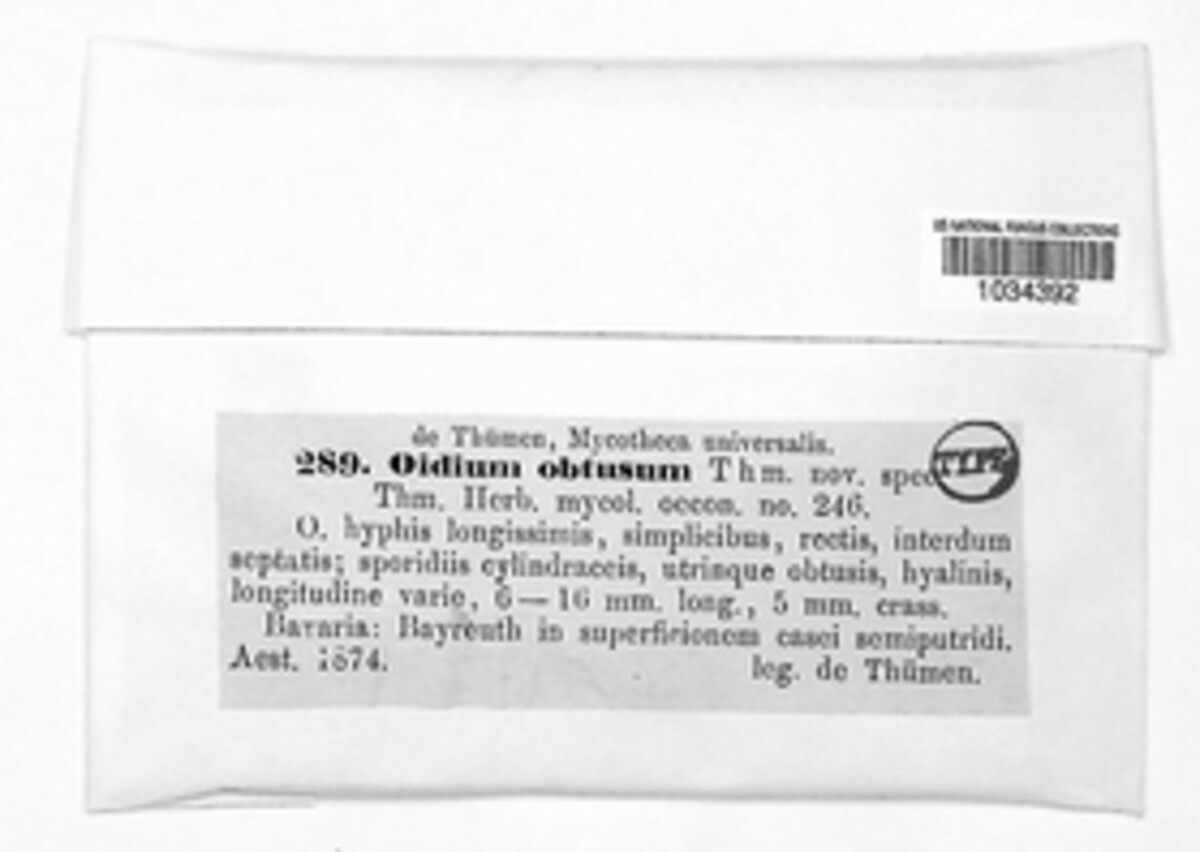 US NATIONAL FUNGUS COLLECTIONS
1034392
de Thümen, Mycotheca universalis.
289. Oidium obtusum Thm. nov. spec
TYPE
Thm. Herb. mycol. oecon. no. 246.
O. hyphis longissimis, simplicibus, rectis, interdum
septatis; sporidiis cylindraceis, utrinque obtusis, hyalinis,
longitudine vario, 6—16 mm. long., 5 mm. crass.
Bavaria: Bayreuth in superficionem casei semiputridi.
Aest. 1874. leg. de Thümen.